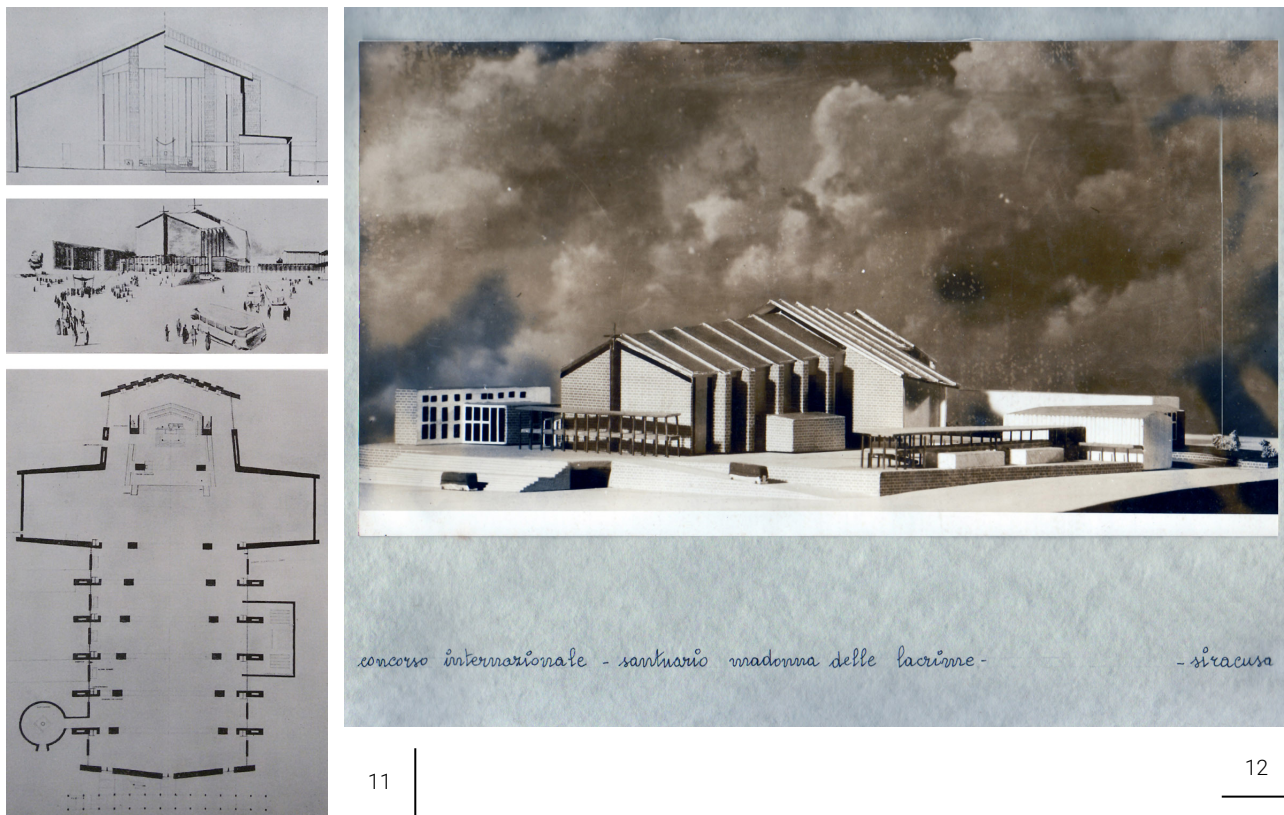 concorso internazionale - santuario madonna delle lacrime - - siracusa
11
12